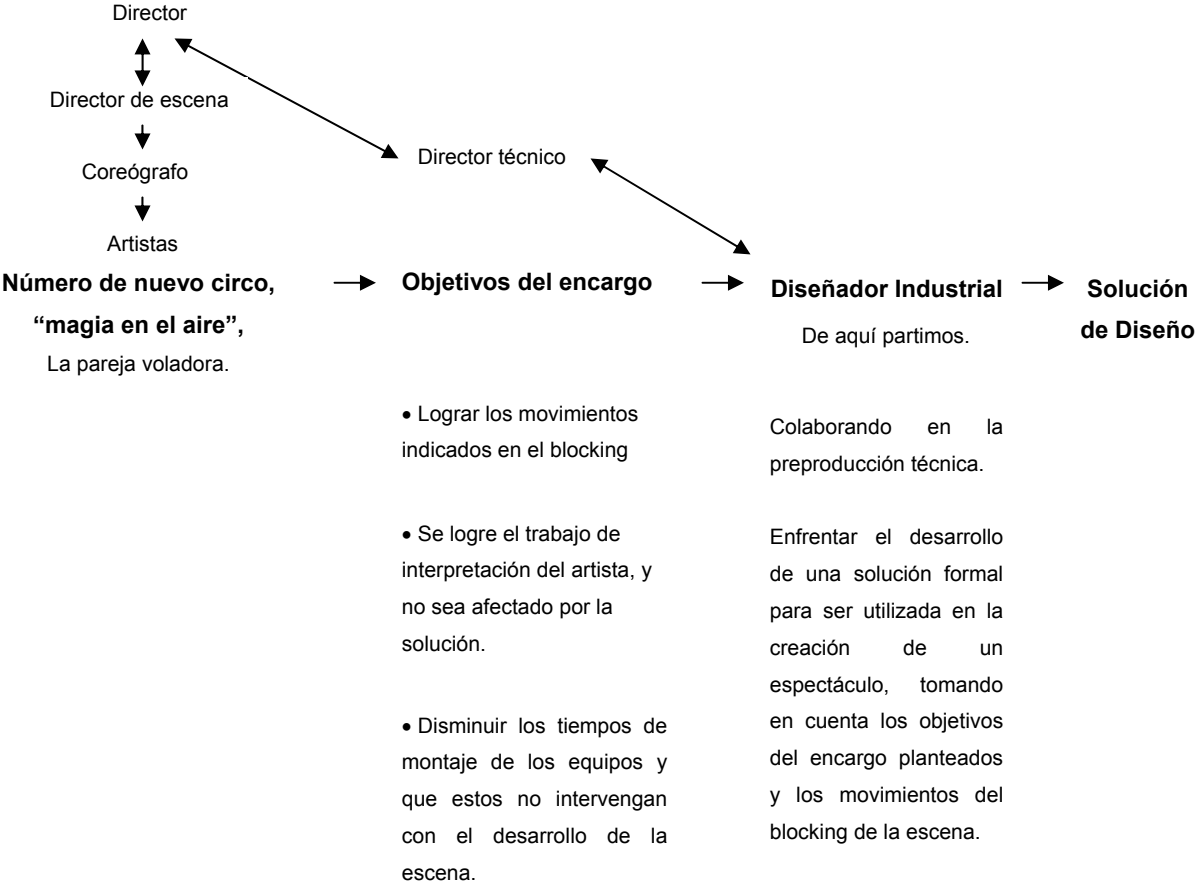 Director
Director de escena
Coreógrafo
Artistas
Director técnico
Número de nuevo circo,
“magia en el aire”,
La pareja voladora.
Objetivos del encargo
• Lograr los movimientos
indicados en el blocking
• Se logre el trabajo de
interpretación del artista, y
no sea afectado por la
solución.
• Disminuir los tiempos de
montaje de los equipos y
que estos no intervengan
con el desarrollo de la
escena.
Diseñador Industrial
De aquí partimos.
Colaborando en la
preproducción técnica.
Enfrentar el desarrollo
de una solución formal
para ser utilizada en la
creación de un
espectáculo, tomando
en cuenta los objetivos
del encargo planteados
y los movimientos del
blocking de la escena.
Solución
de Diseño